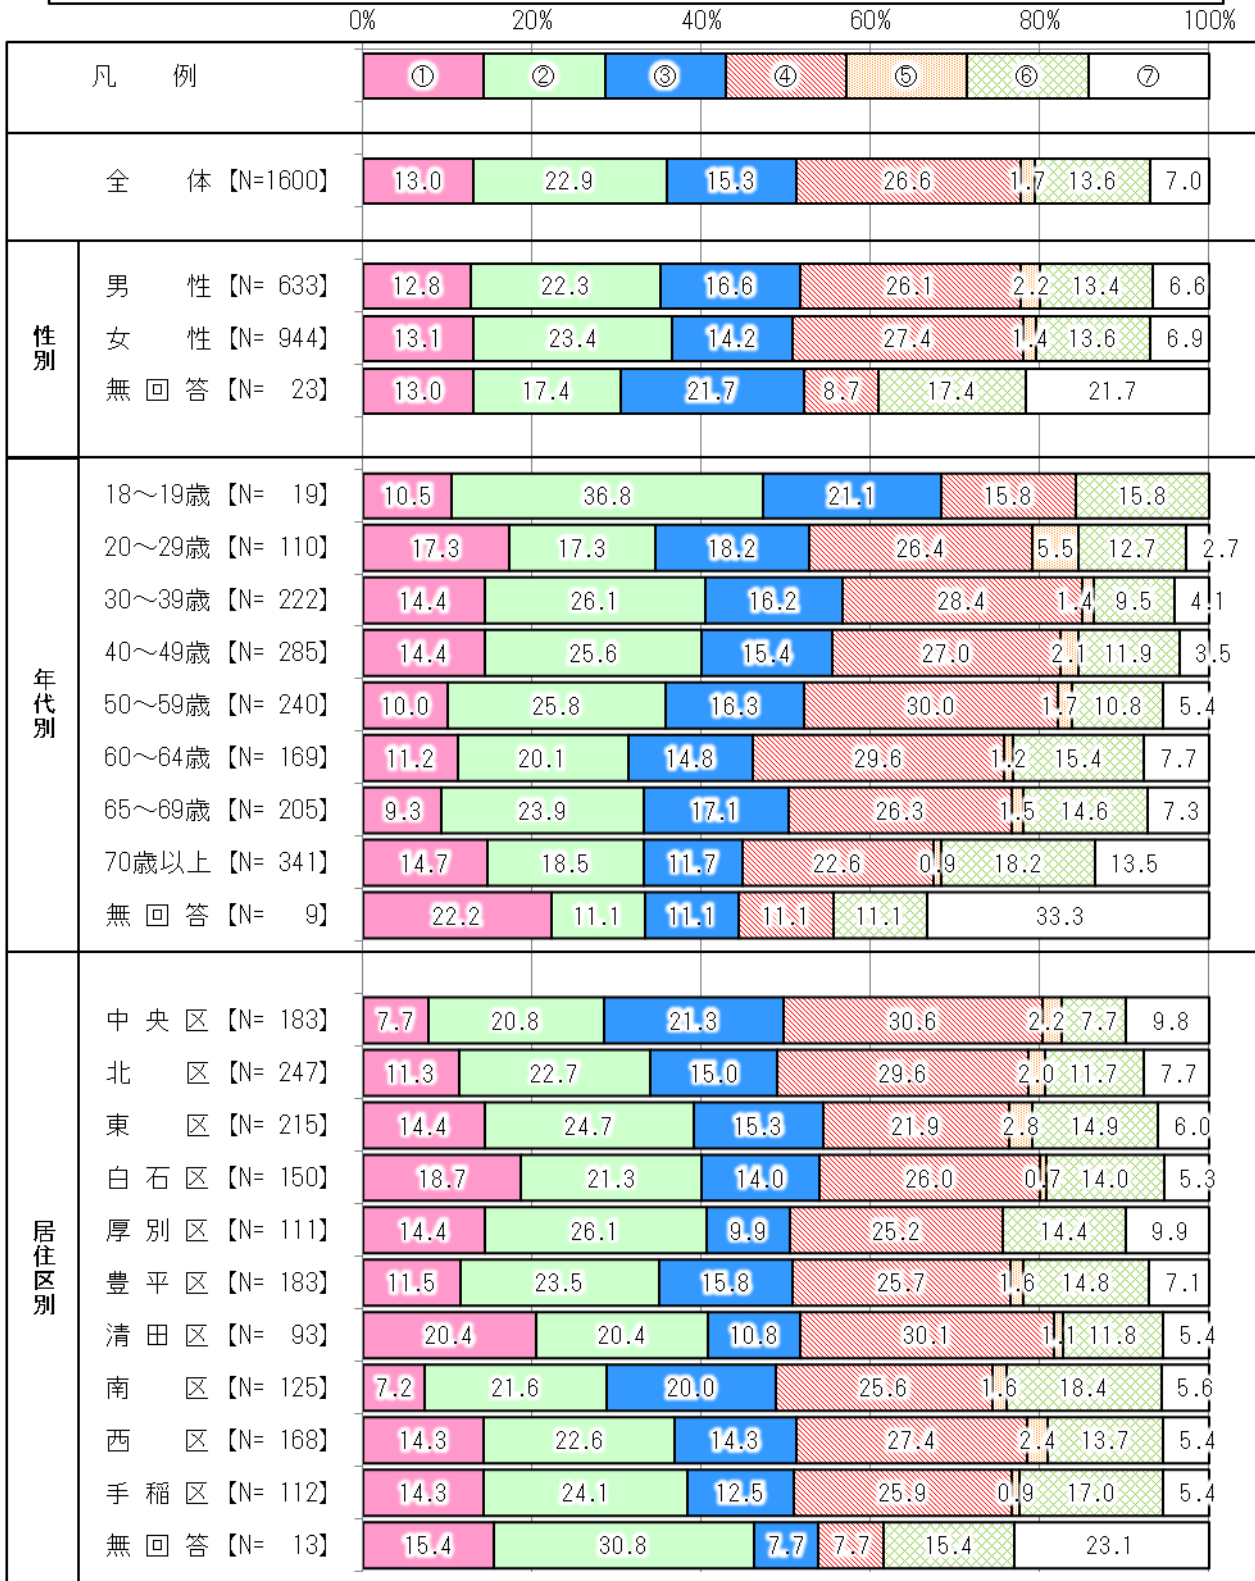 0% 20% 40% 60% 80% 100%
凡 例 ① ② ③ ④ ⑤ ⑥ ⑦
全 体【N=1600】 13.0 22.9 15.3 26.6 1.7 13.6 7.0
性別
男 性【N= 633】 12.8 22.3 16.6 26.1 2.2 13.4 6.6
女 性【N= 944】 13.1 23.4 14.2 27.4 1.4 13.6 6.9
無 回 答【N= 23】 13.0 17.4 21.7 8.7 17.4 21.7
年代別
18～19歳【N= 19】 10.5 36.8 21.1 15.8 15.8
20～29歳【N= 110】 17.3 17.3 18.2 26.4 5.5 12.7 2.7
30～39歳【N= 222】 14.4 26.1 16.2 28.4 1.4 9.5 4.1
40～49歳【N= 285】 14.4 25.6 15.4 27.0 2.1 11.9 3.5
50～59歳【N= 240】 10.0 25.8 16.3 30.0 1.7 10.8 5.4
60～64歳【N= 169】 11.2 20.1 14.8 29.6 1.2 15.4 7.7
65～69歳【N= 205】 9.3 23.9 17.1 26.3 1.5 14.6 7.3
70歳以上【N= 341】 14.7 18.5 11.7 22.6 0.9 18.2 13.5
無 回 答【N= 9】 22.2 11.1 11.1 11.1 11.1 33.3
居住区別
中 央 区【N= 183】 7.7 20.8 21.3 30.6 2.2 7.7 9.8
北 区【N= 247】 11.3 22.7 15.0 29.6 2.0 11.7 7.7
東 区【N= 215】 14.4 24.7 15.3 21.9 2.8 14.9 6.0
白 石 区【N= 150】 18.7 21.3 14.0 26.0 0.7 14.0 5.3
厚 別 区【N= 111】 14.4 26.1 9.9 25.2 14.4 9.9
豊 平 区【N= 183】 11.5 23.5 15.8 25.7 1.6 14.8 7.1
清 田 区【N= 93】 20.4 20.4 10.8 30.1 1.1 11.8 5.4
南 区【N= 125】 7.2 21.6 20.0 25.6 1.6 18.4 5.6
西 区【N= 168】 14.3 22.6 14.3 27.4 2.4 13.7 5.4
手 稲 区【N= 112】 14.3 24.1 12.5 25.9 0.9 17.0 5.4
無 回 答【N= 13】 15.4 30.8 7.7 7.7 15.4 23.1